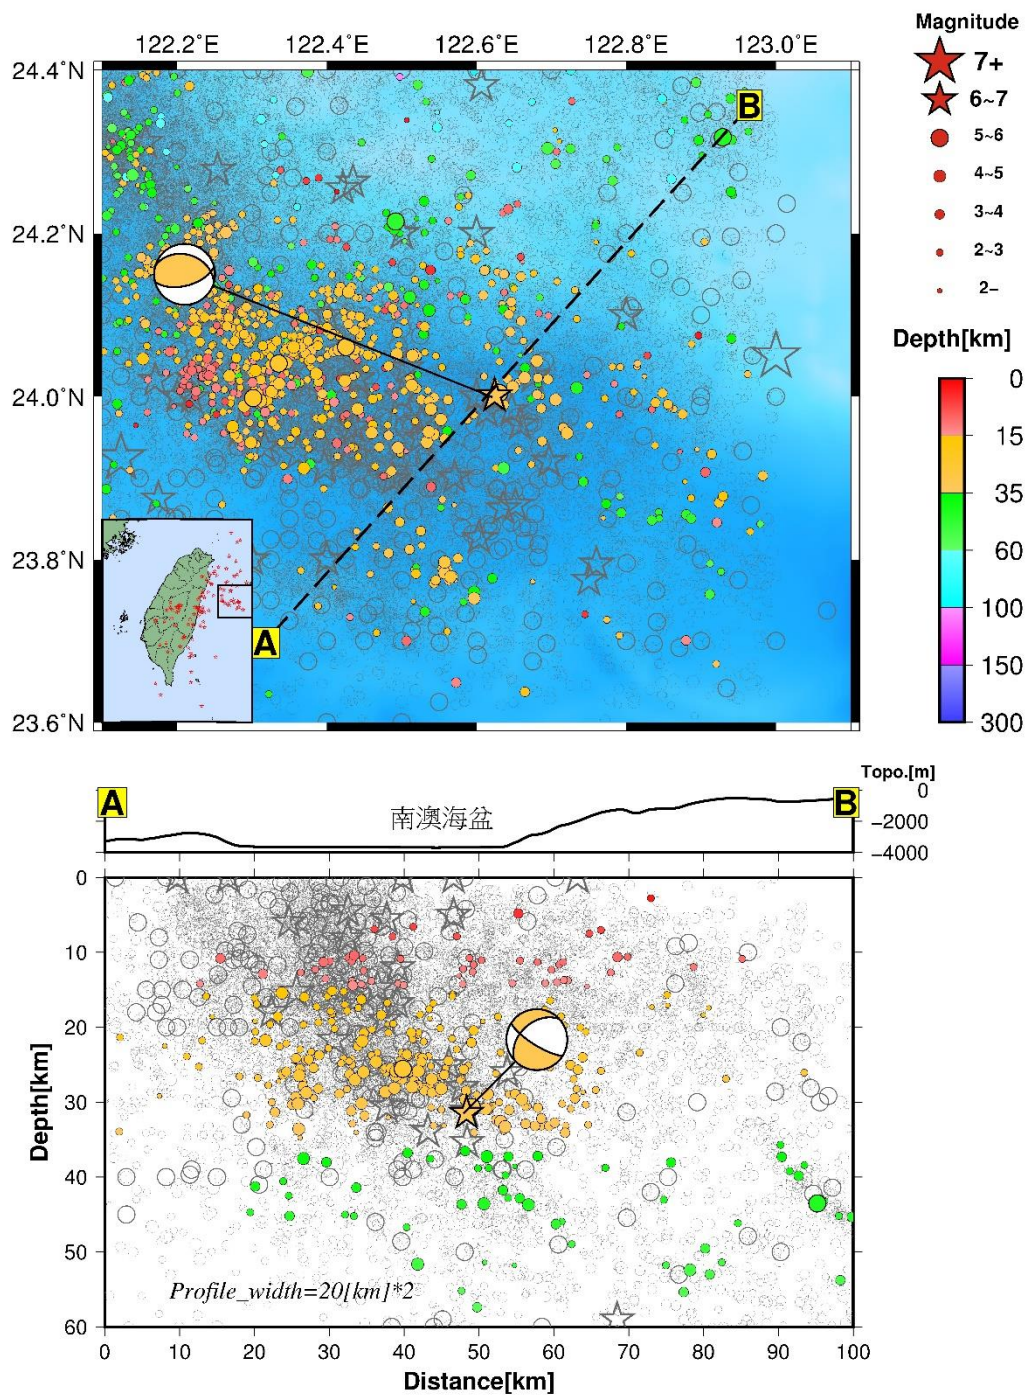 122.2°E 122.4°E 122.6°E 122.8°E 123.0°E
24.4°N
24.2°N
24.0°N
23.8°N
23.6°N
B
A
Magnitude
7+
6~7
5~6
4~5
3~4
2~3
2−
Depth[km]
0
15
35
60
100
150
300
Topo.[m]
A
南澳海盆
B
0
−2000
−4000
Depth[km]
0
10
20
30
40
50
60
Profile_width=20[km]*2
0 10 20 30 40 50 60 70 80 90 100
Distance[km]